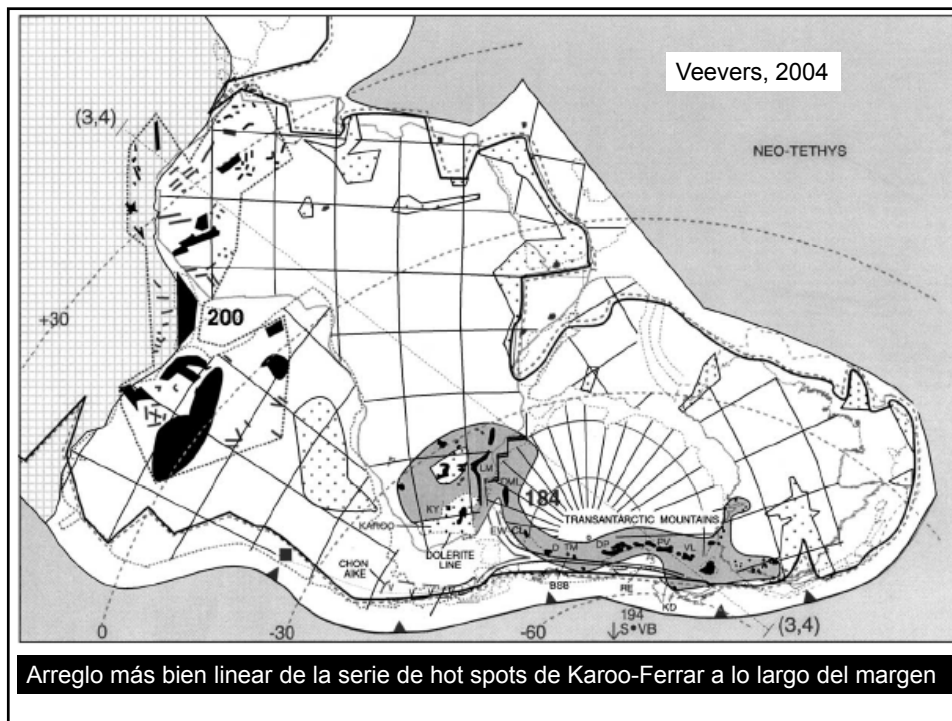 Veevers, 2004
(3,4)
NEO-TETHYS
+30
200
LM
DML
184
KY
TRANSANTARCTIC MOUNTAINS
KAROO
EW
DOLERITE
LINE
D TM
DP
PV
VL
CHON
AIKE
BSB
RE
KD
0
-30
-60
194
S•VB
(3,4)
Arreglo más bien linear de la serie de hot spots de Karoo-Ferrar a lo largo del margen